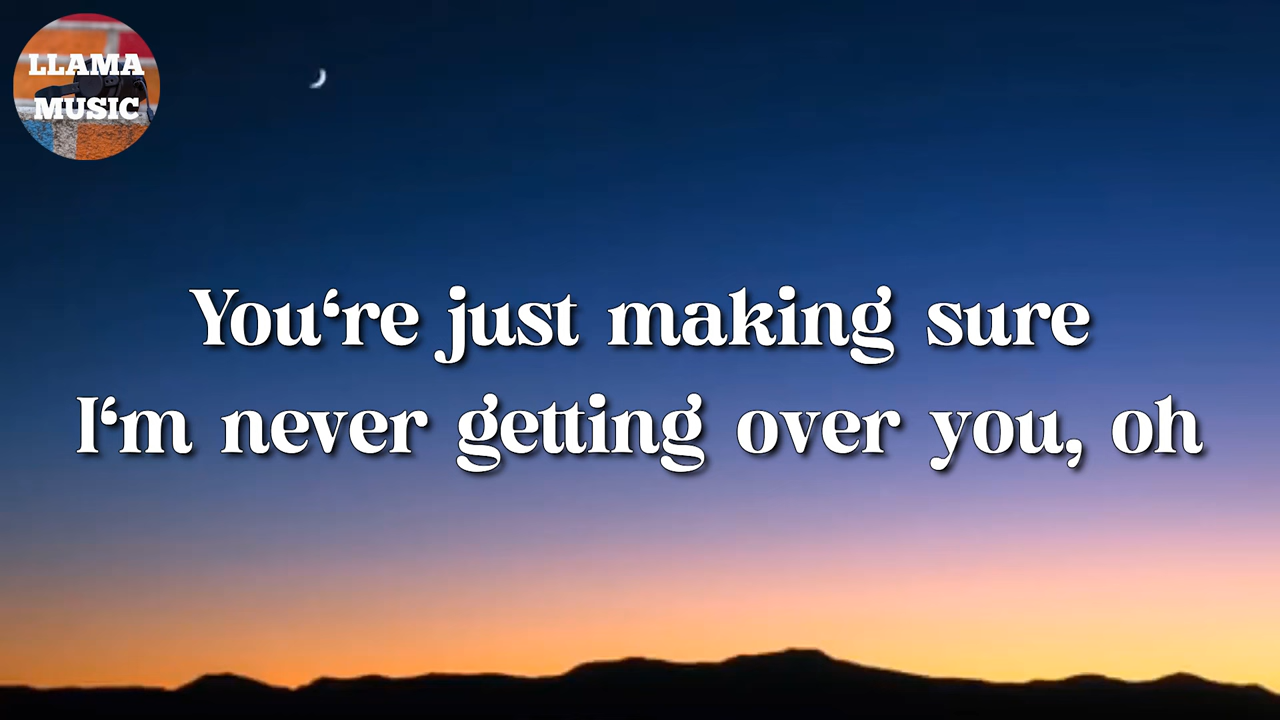 LLAMA
MUSIC
You‘re just making sure
I‘m never getting over you, oh